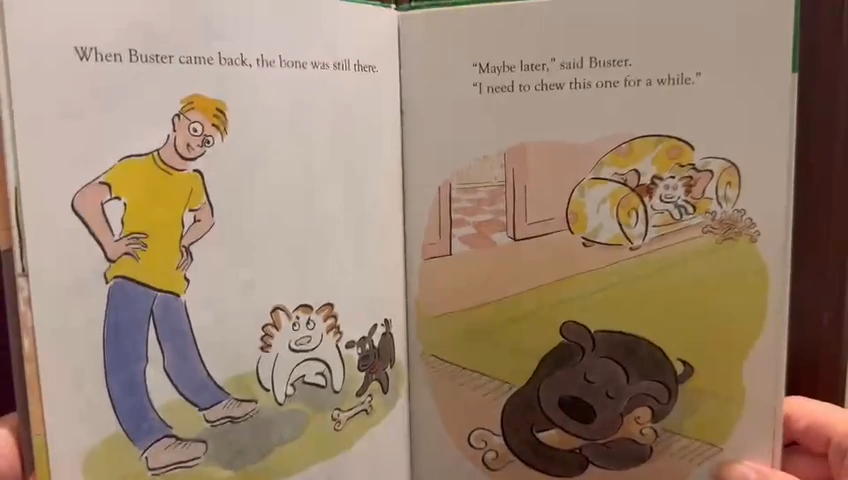 When Buster came back, the bone was still there.
“Maybe later,” said Buster.
“I need to chew this one for a while.”